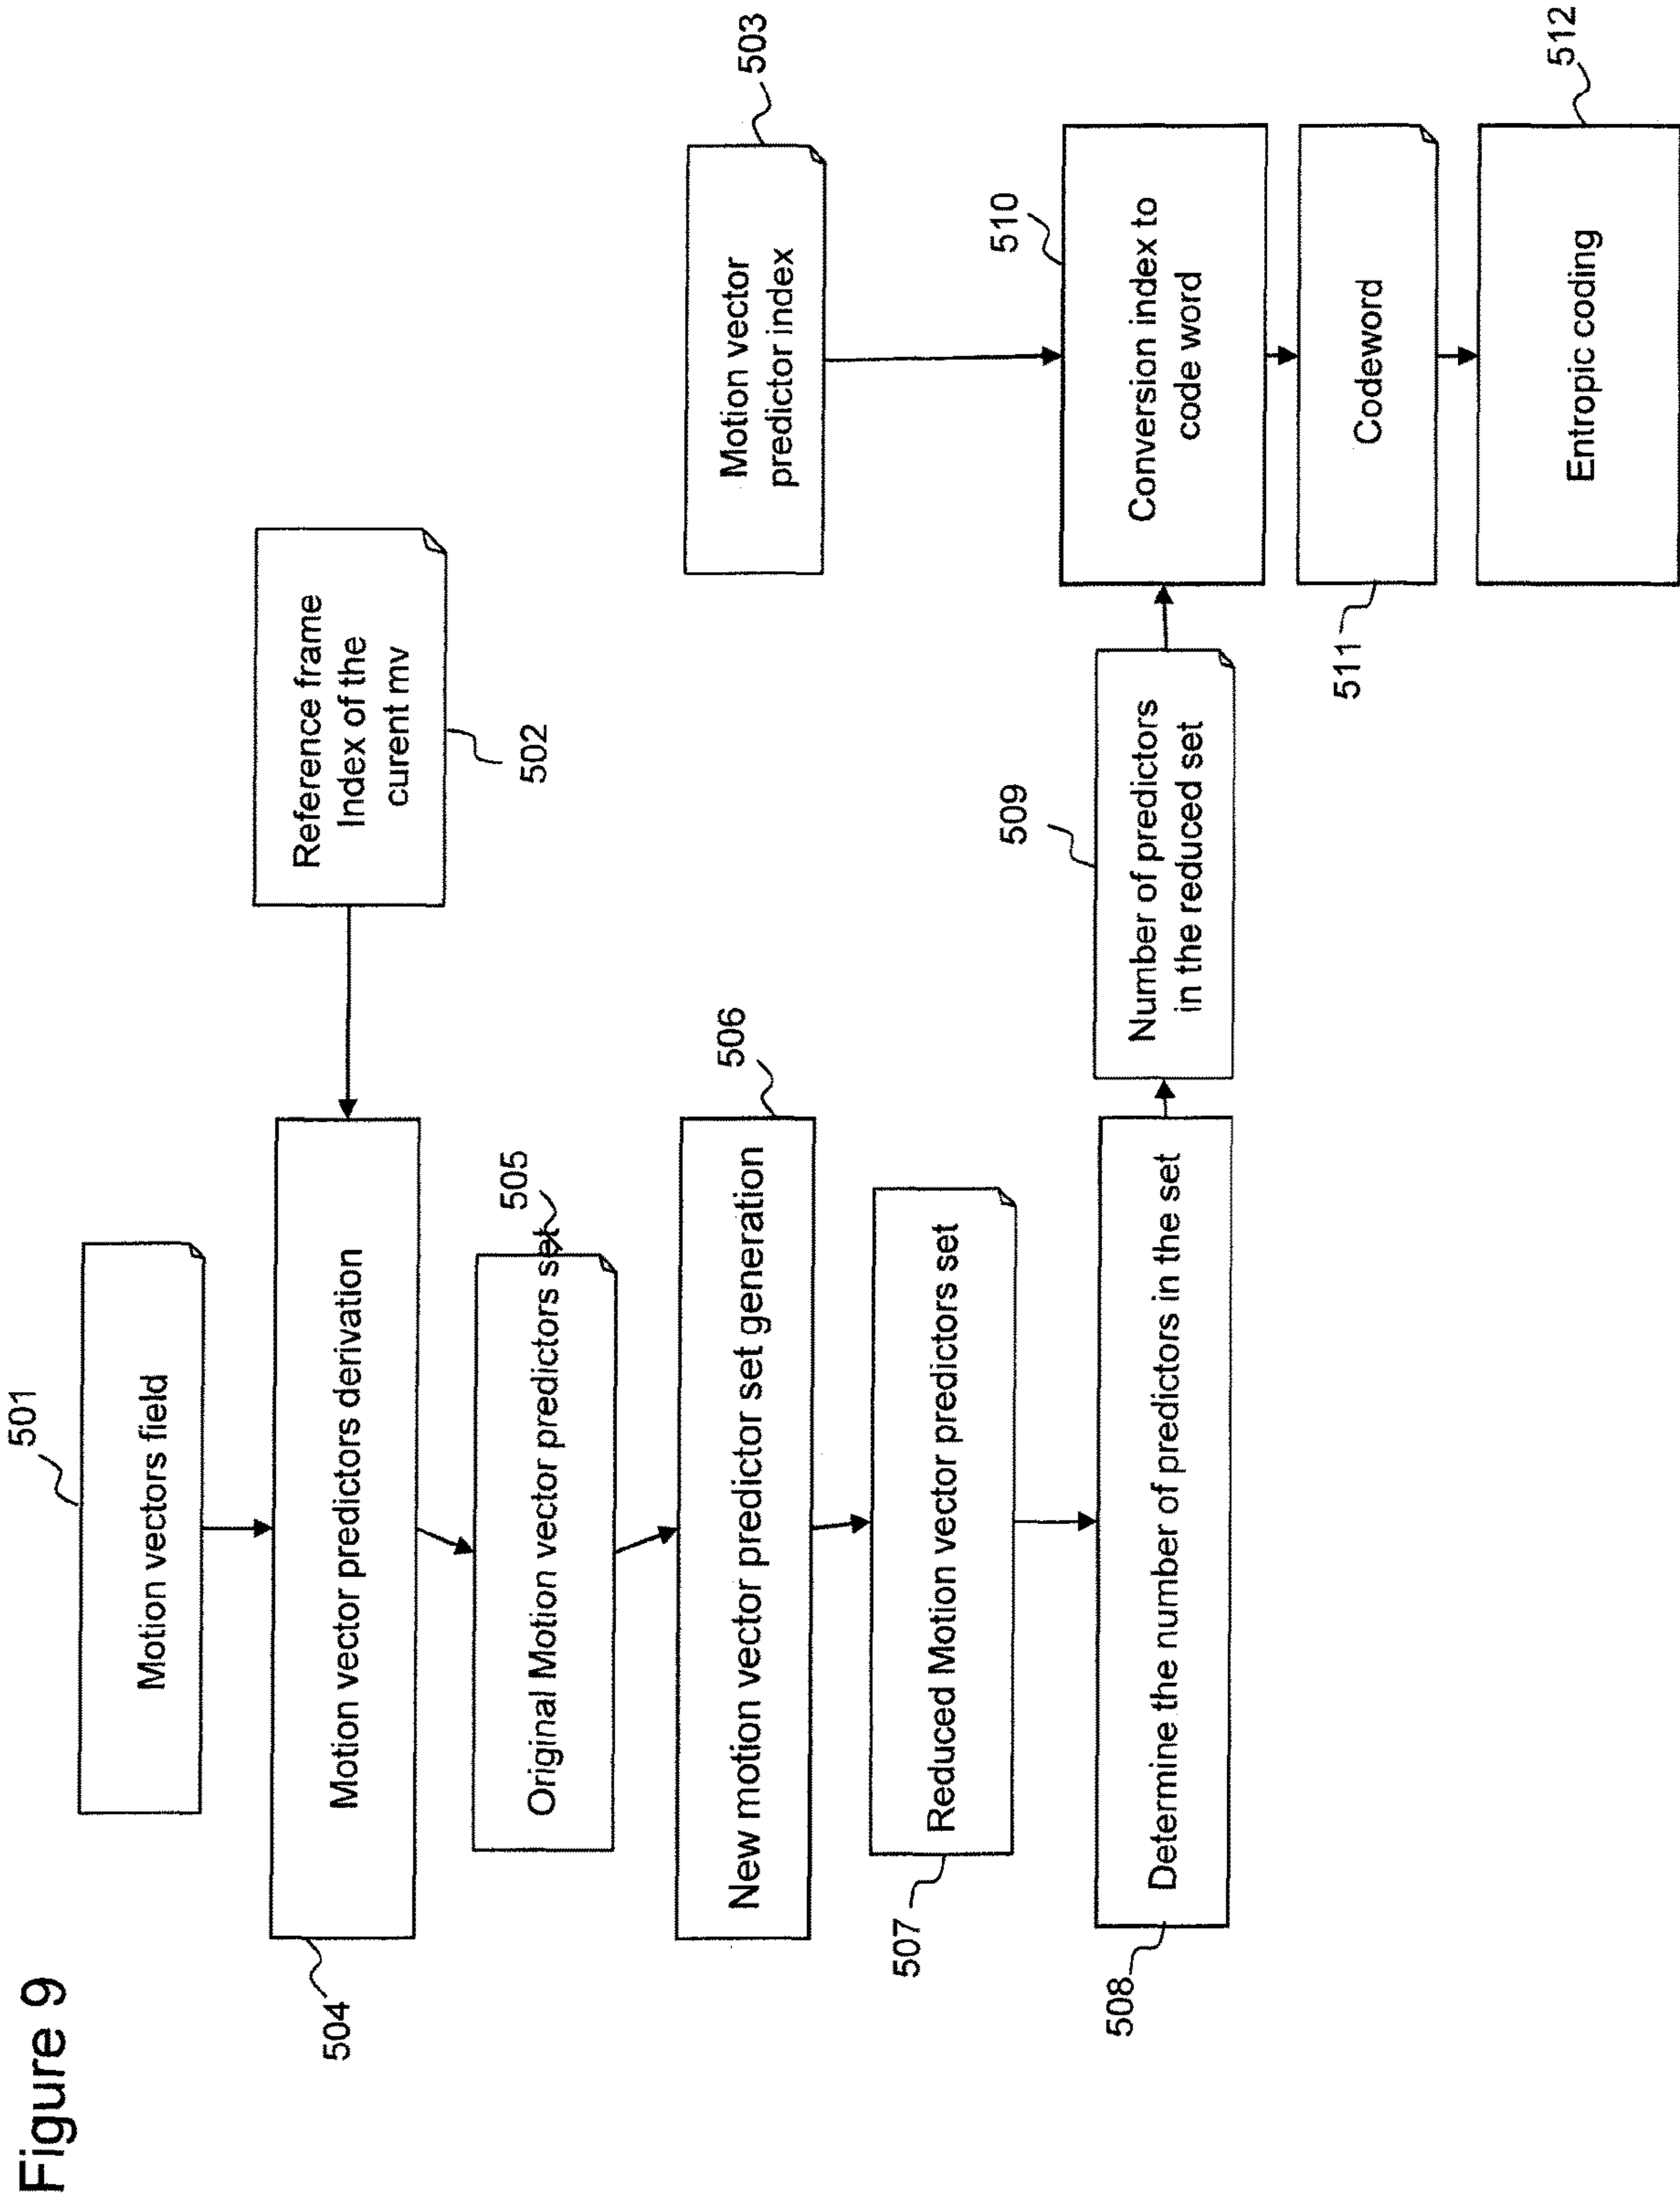 Figure 9
501
Motion vectors field
Reference frame
Index of the
curent mv
502
504
Motion vector predictors derivation
505
Original Motion vector predictors set
506
New motion vector predictor set generation
503
Motion vector
predictor index
507
Reduced Motion vector predictors set
508
Determine the number of predictors in the set
509
Number of predictors
in the reduced set
510
Conversion index to
code word
511
Codeword
512
Entropic coding